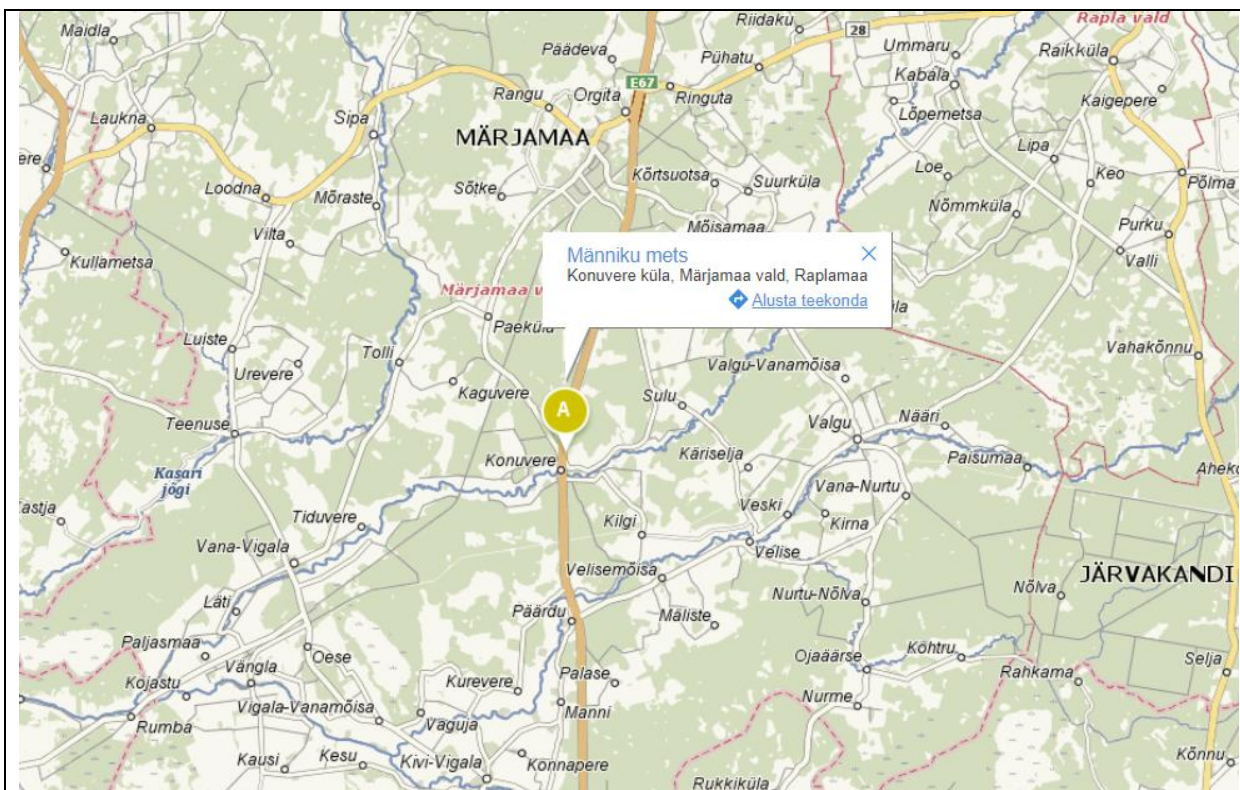 Riidaku
Rapla vald
Maidla
28
Ummaru
Raikküla
Päädeva
Pühatu
E67
Kabala
Rangu
Orgita
Ringuta
Kaigepere
Laukna
Sipa
Lõpemetsa
MÄRJAMAA
Lipa
ere
Loodna
Mõraste
Sõtke
Kõrtsuotsa
Suurküla
Loe
Keo
Põlma
Nõmmküla
Vilta
Mõisamaa
Purku
Kullametsa
Männiku mets
Konuvere küla, Märjamaa vald, Raplamaa
Alusta teekonda
Valli
Märjamaa v
Paeküla
üla
Luiste
Tolli
Urevere
Valgu-Vanamõisa
Vahakõnnu
Kaguvere
A
Sulu
Teenuse
Valgu
Nääri
Konuvere
Käriselja
Paisumaa
Kasari
jõgi
Aheko
Vana-Nurtu
astja
Tiduvere
Kilgi
Veski
Kirna
Vana-Vigala
Velise
Velisemõisa
JÄRVAKANDI
Läti
Päärdu
Nurtu-Nõlva
Nõlva
Mäliste
Paljasmaa
Oese
Ojaäärse
Kõhtru
Vängla
Palase
Selja
Kojastu
Kurevere
Rahkama
Rumba
Vigala-Vanamõisa
Vaguja
Manni
Nurme
Kausi
Kesu
Kivi-Vigala
Konnapere
Kõnnu
Rukkiküla